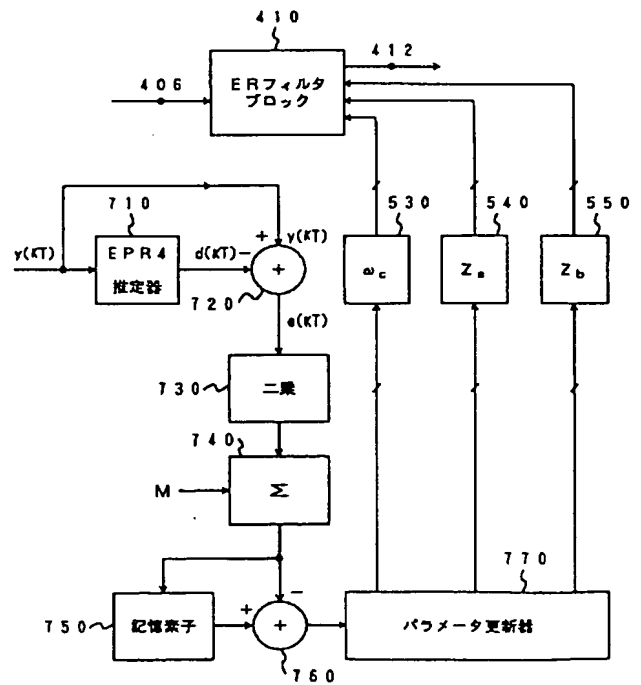 410
412
406
ERフィルタ
ブロック
710
530
540
550
+
y(KT)
y(KT)
EPR4
推定器
d(KT)
-
+
ωc
Za
Zb
720
e(KT)
730
二乗
740
M
Σ
770
-
750
記憶素子
+
+
パラメータ更新器
760